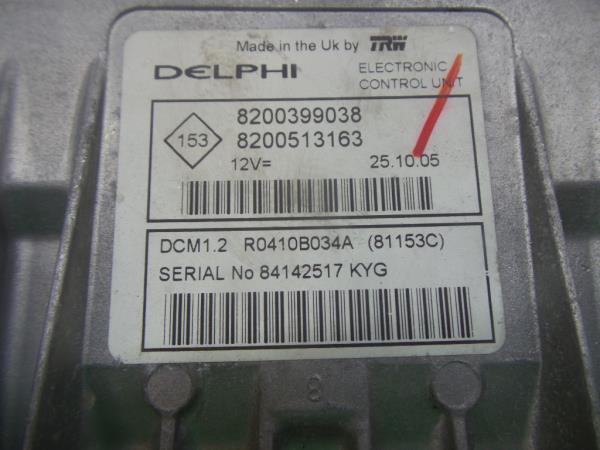 Made in the Uk by TRW
DELPHI ELECTRONIC
CONTROL UNIT
8200399038
153 8200513163
12V= 25.10.05
DCM1.2 R0410B034A (81153C)
SERIAL No 84142517 KYG
8